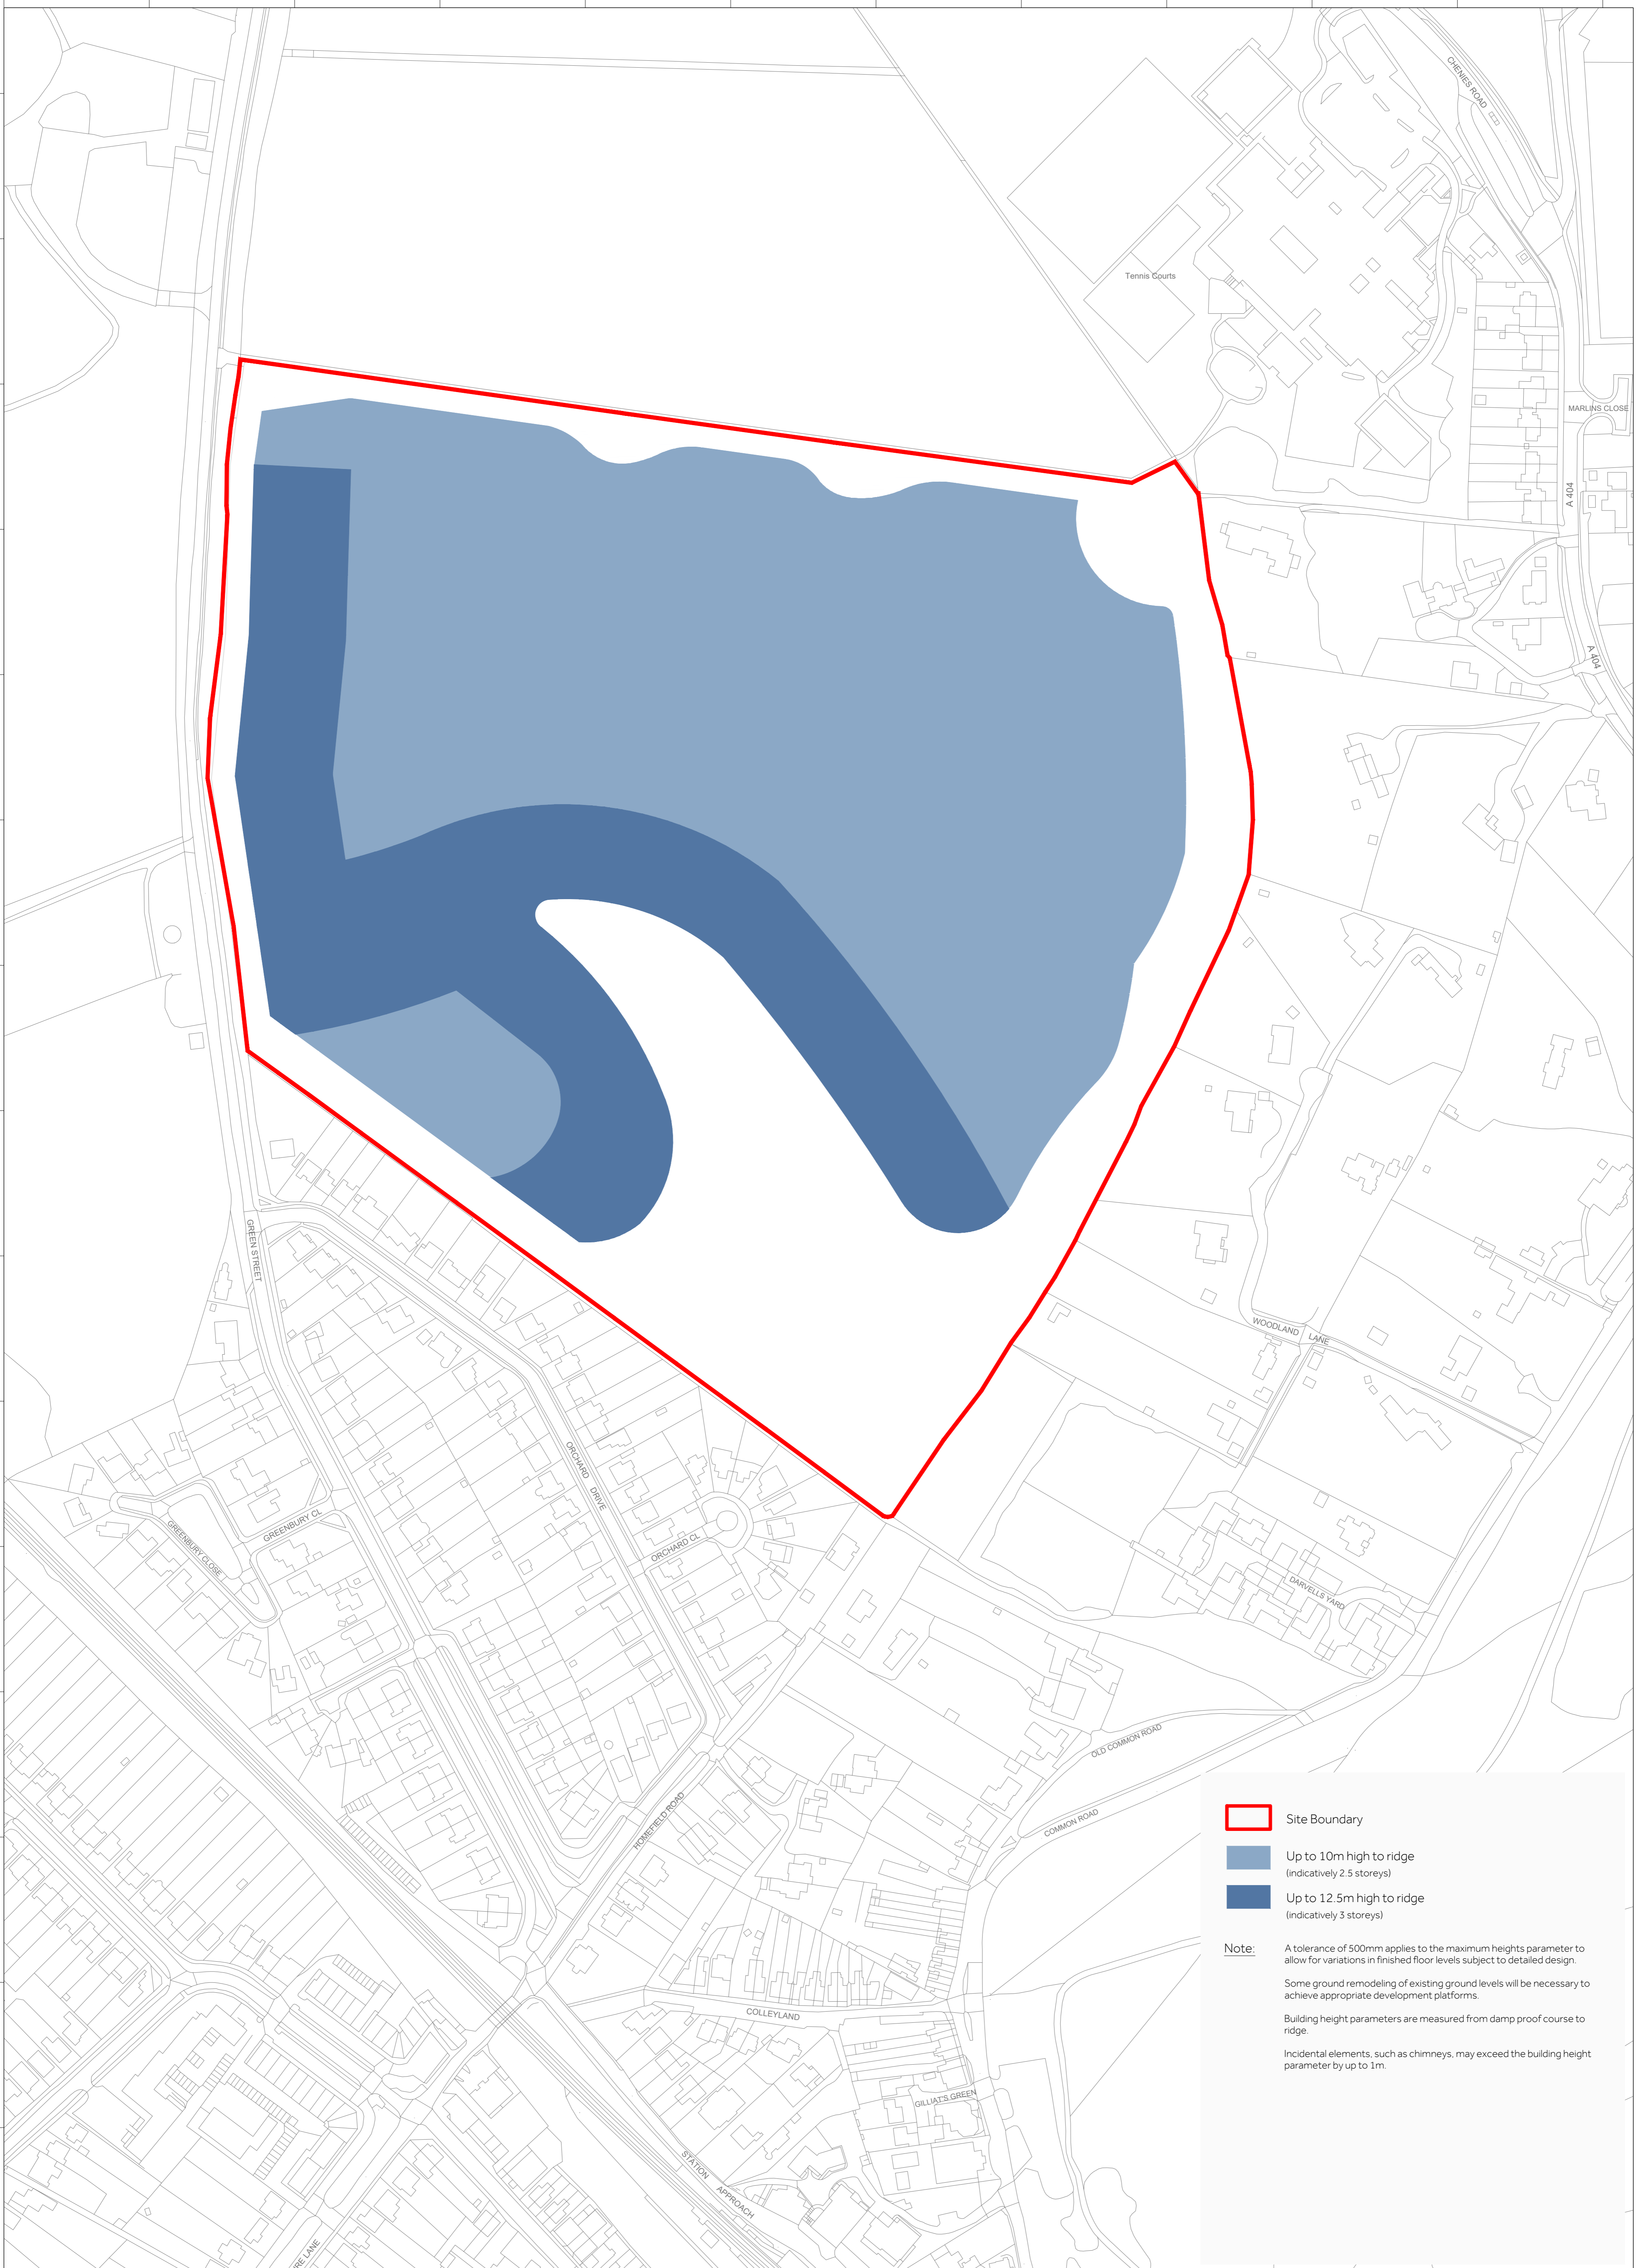 CHENIES ROAD
Tennis Courts
MARLINS CLOSE
A 404
A 404
GREEN STREET
WOODLAND LANE
ORCHARD DRIVE
ORCHARD CL
GREENBURY CL
GREENBURY CLOSE
DARVELLS YARD
OLD COMMON ROAD
COMMON ROAD
HOMEFIELD ROAD
COLLEYLAND
GILLIAT'S GREEN
STATION APPROACH
LANE
Site Boundary
Up to 10m high to ridge
(indicatively 2.5 storeys)
Up to 12.5m high to ridge
(indicatively 3 storeys)
Note:
A tolerance of 500mm applies to the maximum heights parameter to
allow for variations in finished floor levels subject to detailed design.
Some ground remodeling of existing ground levels will be necessary to
achieve appropriate development platforms.
Building height parameters are measured from damp proof course to
ridge.
Incidental elements, such as chimneys, may exceed the building height
parameter by up to 1m.